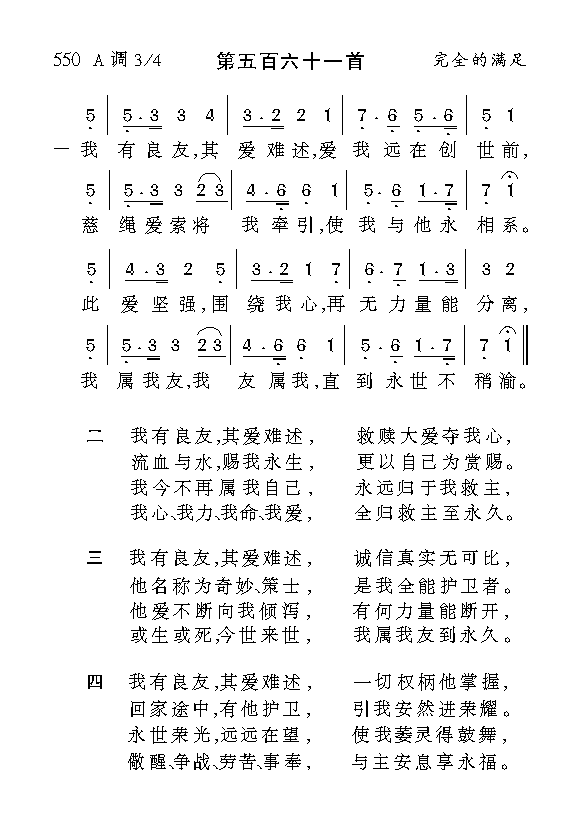 550 A 调 3/4 第五百六十一首 完全的满足
5 | 5·3 3 4 | 3·2 2 1 | 7·6 5·6 | 5 1
一 我 有良友,其 爱难述,爱 我远在创 世前,
5 | 5·3 3 2 3 | 4·6 6 1 | 5·6 1·7 | 7 1
慈 绳爱索将 我牵引,使 我与他永 相系。
5 | 4·3 2 5 | 3·2 1 7 | 6·7 1·3 | 3 2
此 爱坚强,围 绕我心,再 无力量能 分离,
5 | 5·3 3 2 3 | 4·6 6 1 | 5·6 1·7 | 7 1
我 属我友,我 友属我,直 到永世不 稍渝。
二 我有良友,其爱难述, 救赎大爱夺我心,
流血与水,赐我永生, 更以自己为赏赐。
我今不再属我自己, 永远归于我救主,
我心、我力、我命、我爱, 全归救主至永久。
三 我有良友,其爱难述, 诚信真实无可比,
他名称为奇妙、策士, 是我全能护卫者。
他爱不断向我倾泻, 有何力量能断开,
或生或死,今世来世, 我属我友到永久。
四 我有良友,其爱难述, 一切权柄他掌握,
回家途中,有他护卫, 引我安然进荣耀。
永世荣光,远远在望, 使我萎灵得鼓舞,
儆醒、争战、劳苦、事奉, 与主安息享永福。